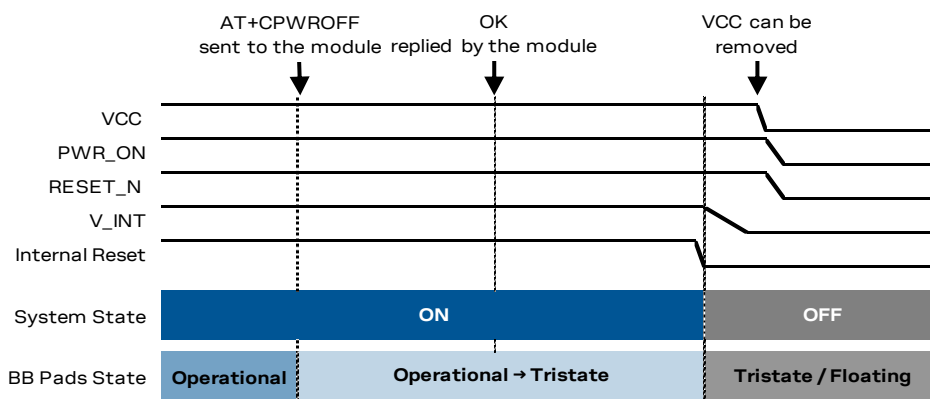 AT+CPWROFF
sent to the module
OK
replied by the module
VCC can be
removed
VCC
PWR_ON
RESET_N
V_INT
Internal Reset
System State
ON
OFF
BB Pads State
Operational
Operational → Tristate
Tristate / Floating